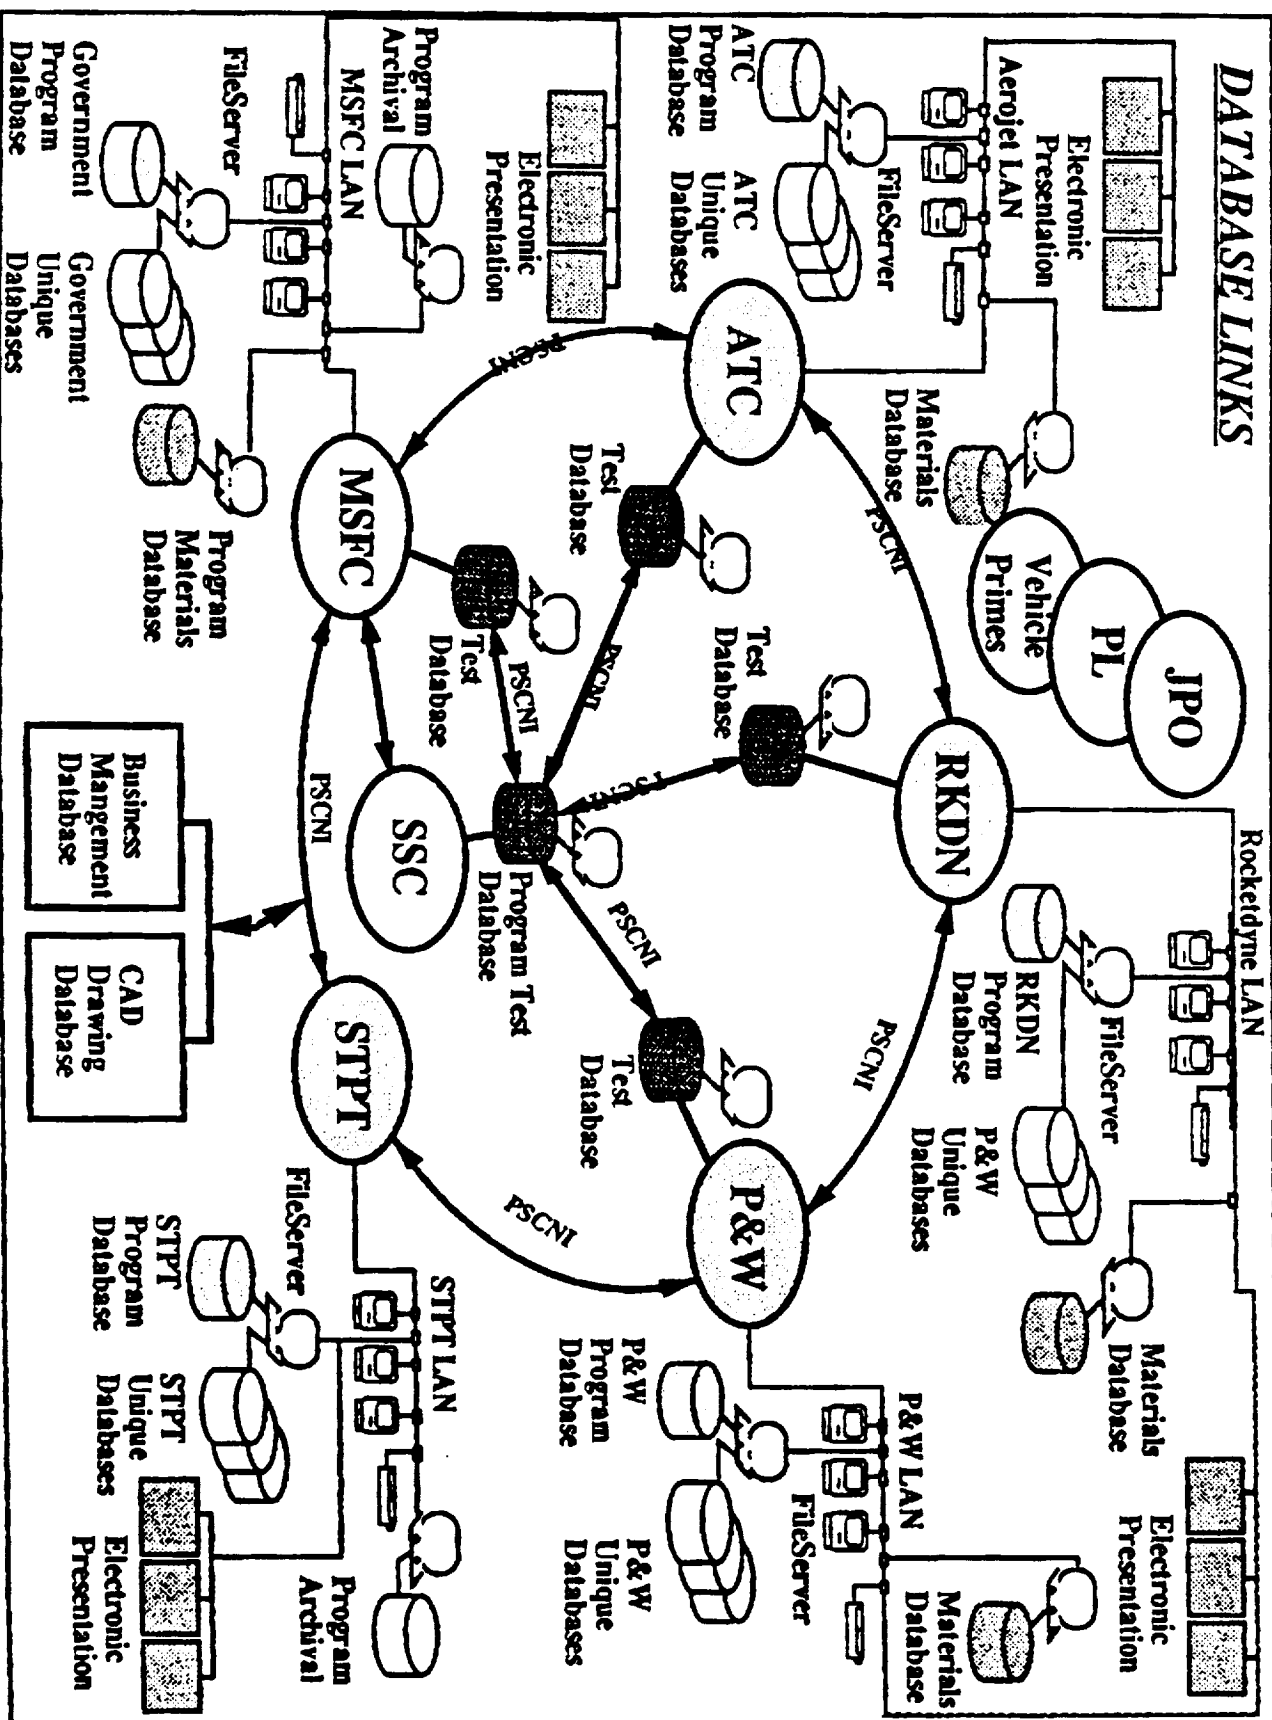 DATABASE LINKS
Electronic
Presentation
Aerojet LAN
FileServer
ATC
Program
Database
ATC
Unique
Databases
Materials
Database
Vehicle
Primes
PL
JPO
Rocketdyne LAN
FileServer
RKDN
Program
Database
P&W
Unique
Databases
Materials
Database
Electronic
Presentation
ATC
PSCNI
RKDN
PSCNI
Test
Database
Test
Database
Electronic
Presentation
Program
Archival
MSFC LAN
FileServer
Government
Program
Database
Government
Unique
Databases
Program
Materials
Database
PSCNI
MSFC
Test
Database
PSCNI
PSCNI
PSCNI
PSCNI
Program Test
Database
SSC
Test
Database
P&W
P&W LAN
FileServer
P&W
Program
Database
P&W
Unique
Databases
Materials
Database
PSCNI
PSCNI
STPT
Business
Mangement
Database
CAD
Drawing
Database
STPT LAN
FileServer
STPT
Program
Database
STPT
Unique
Databases
Program
Archival
Electronic
Presentation